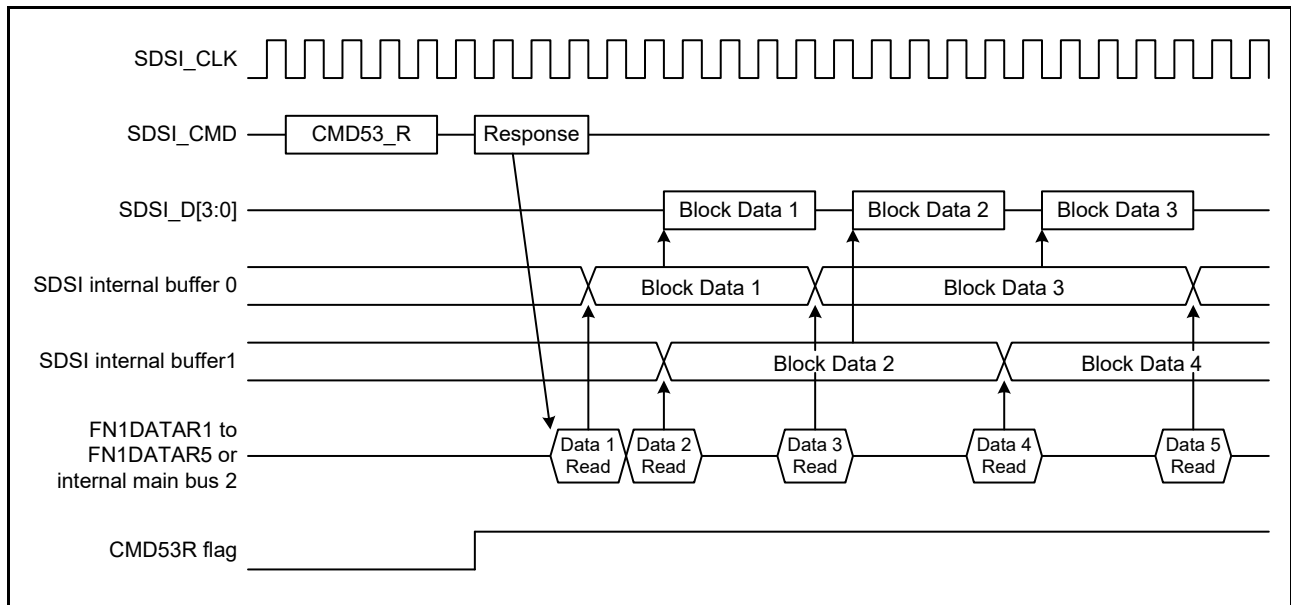 SDSI_CLK
SDSI_CMD
CMD53_R
Response
SDSI_D[3:0]
Block Data 1
Block Data 2
Block Data 3
SDSI internal buffer 0
Block Data 1
Block Data 3
SDSI internal buffer1
Block Data 2
Block Data 4
FN1DATAR1 to
FN1DATAR5 or
internal main bus 2
Data 1
Read
Data 2
Read
Data 3
Read
Data 4
Read
Data 5
Read
CMD53R flag